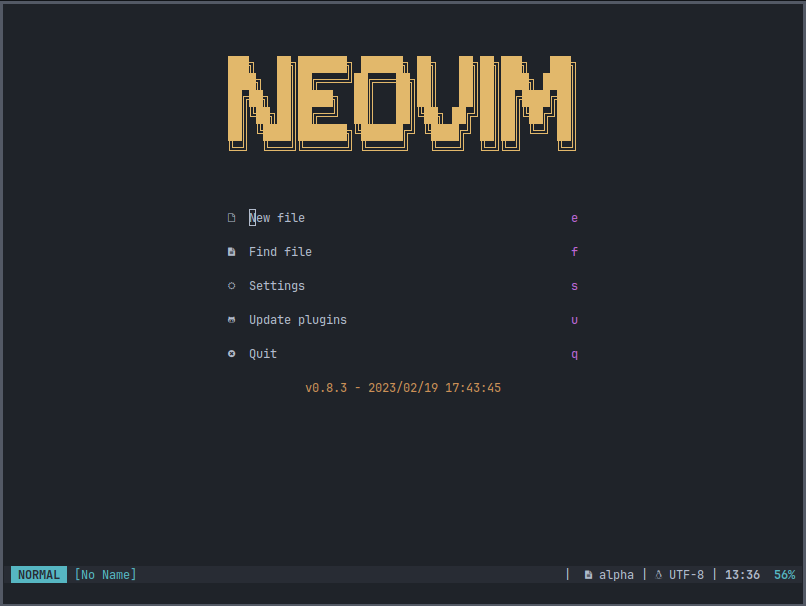 NEOVIM
New file e
Find file f
Settings s
Update plugins u
Quit q
v0.8.3 - 2023/02/19 17:43:45
NORMAL [No Name] | alpha | UTF-8 | 13:36 56%